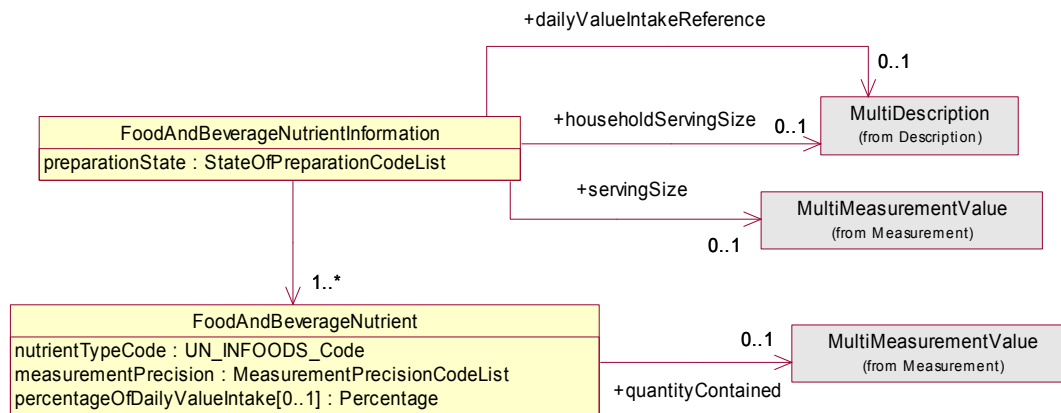 +dailyValueIntakeReference
0..1
FoodAndBeverageNutrientInformation
preparationState : StateOfPreparationCodeList
+householdServingSize
0..1
MultiDescription
(from Description)
+servingSize
0..1
MultiMeasurementValue
(from Measurement)
1..*
FoodAndBeverageNutrient
nutrientTypeCode : UN_INFOODS_Code
measurementPrecision : MeasurementPrecisionCodeList
percentageOfDailyValueIntake[0..1] : Percentage
0..1
+quantityContained
MultiMeasurementValue
(from Measurement)